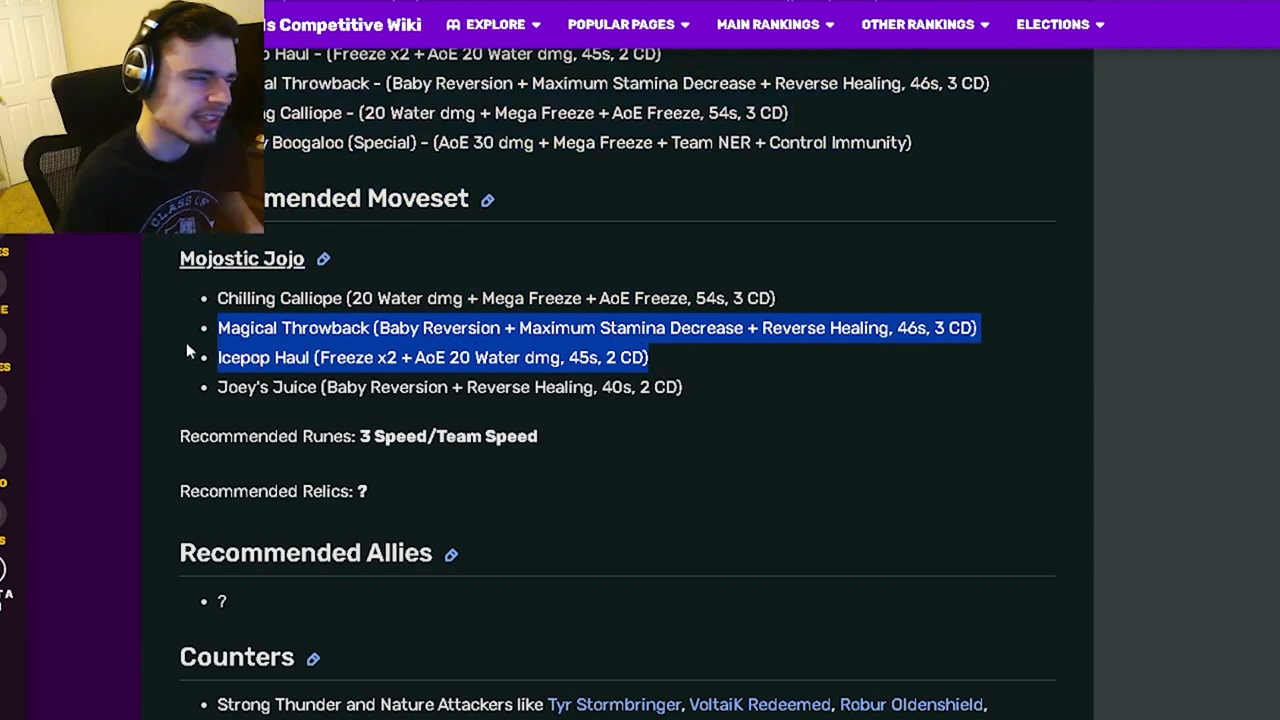 s Competitive Wiki EXPLORE POPULAR PAGES MAIN RANKINGS OTHER RANKINGS ELECTIONS
p Haul - (Freeze x2 + AoE 20 Water dmg, 45s, 2 CD)
al Throwback - (Baby Reversion + Maximum Stamina Decrease + Reverse Healing, 46s, 3 CD)
g Calliope - (20 Water dmg + Mega Freeze + AoE Freeze, 54s, 3 CD)
y Boogaloo (Special) - (AoE 30 dmg + Mega Freeze + Team NER + Control Immunity)
mended Moveset
Mojostic Jojo
• Chilling Calliope (20 Water dmg + Mega Freeze + AoE Freeze, 54s, 3 CD)
• Magical Throwback (Baby Reversion + Maximum Stamina Decrease + Reverse Healing, 46s, 3 CD)
• Icepop Haul (Freeze x2 + AoE 20 Water dmg, 45s, 2 CD)
• Joey's Juice (Baby Reversion + Reverse Healing, 40s, 2 CD)
Recommended Runes: 3 Speed/Team Speed
Recommended Relics: ?
Recommended Allies
• ?
Counters
• Strong Thunder and Nature Attackers like Tyr Stormbringer, VoltaiK Redeemed, Robur Oldenshield,